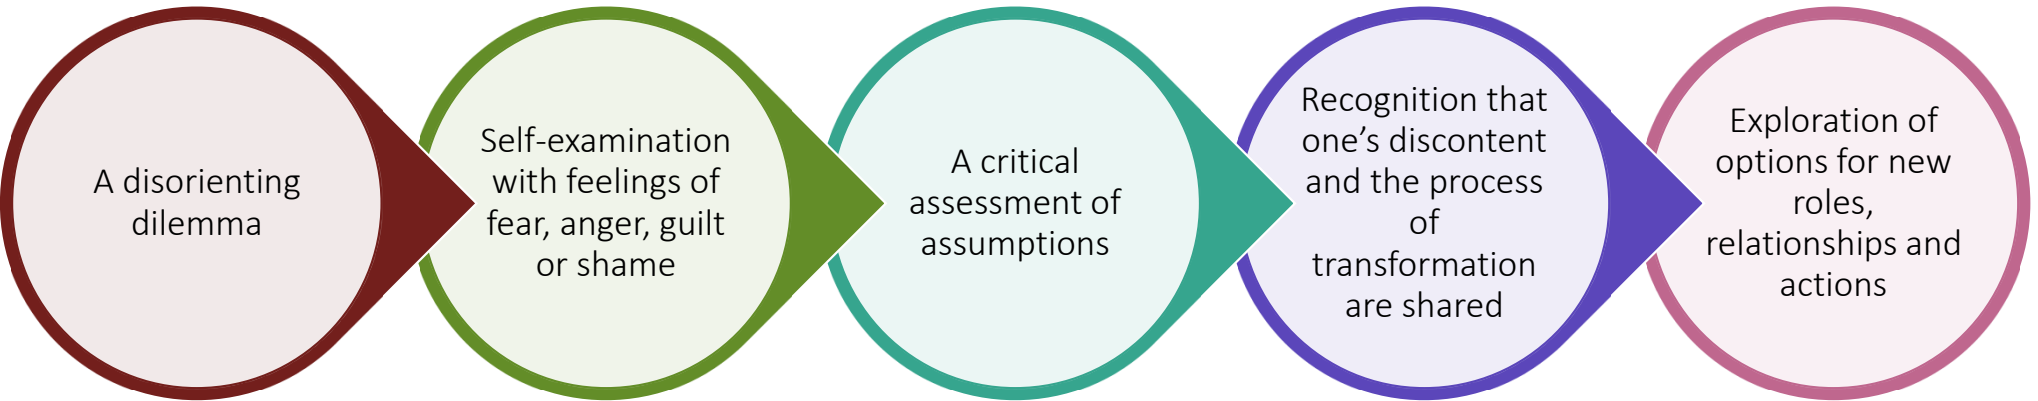 A disorienting
dilemma
Self-examination
with feelings of
fear, anger, guilt
or shame
A critical
assessment of
assumptions
Recognition that
one’s discontent
and the process
of
transformation
are shared
Exploration of
options for new
roles,
relationships and
actions